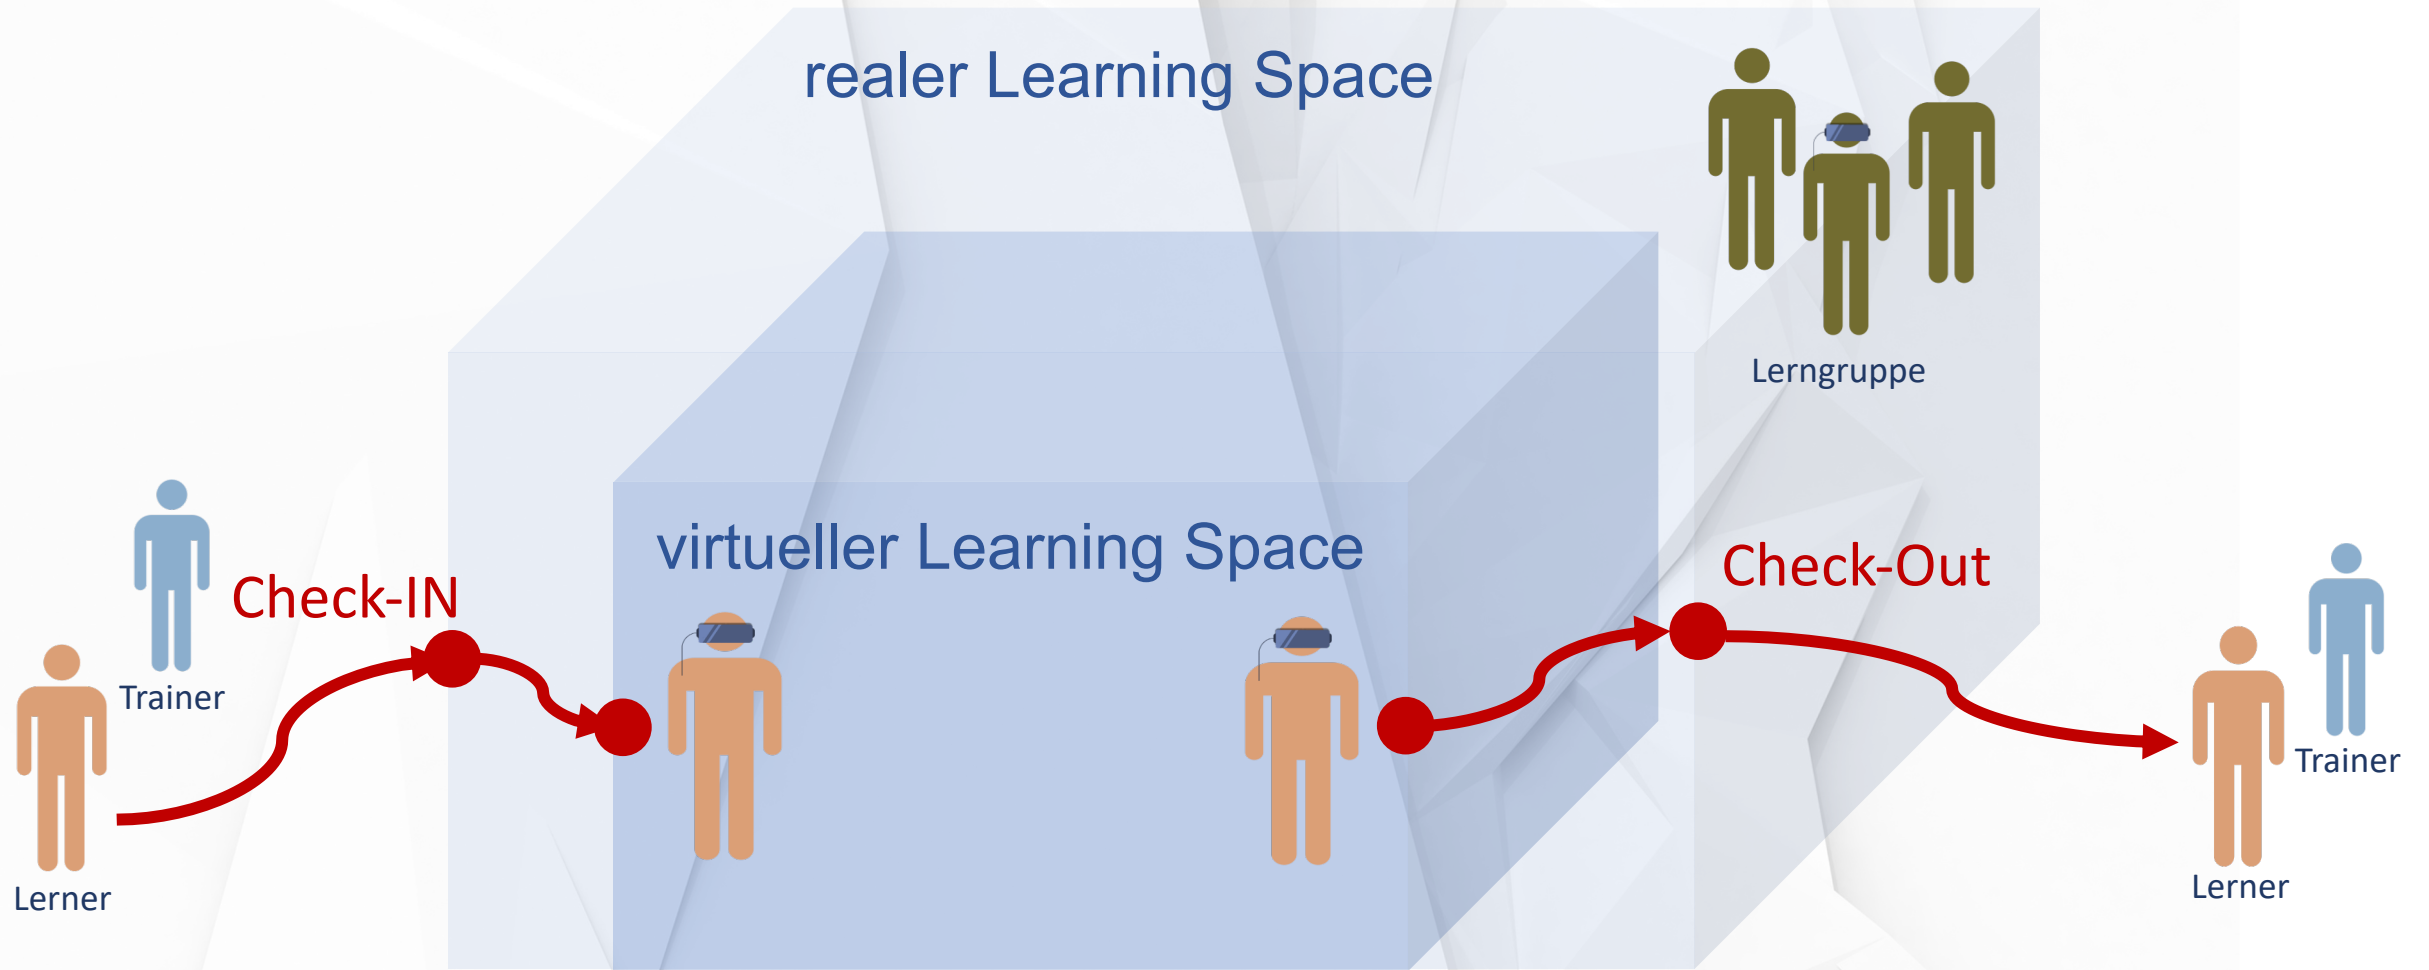 realer Learning Space
Lerngruppe
virtueller Learning Space
Check-IN
Check-Out
Trainer
Lerner
Trainer
Lerner